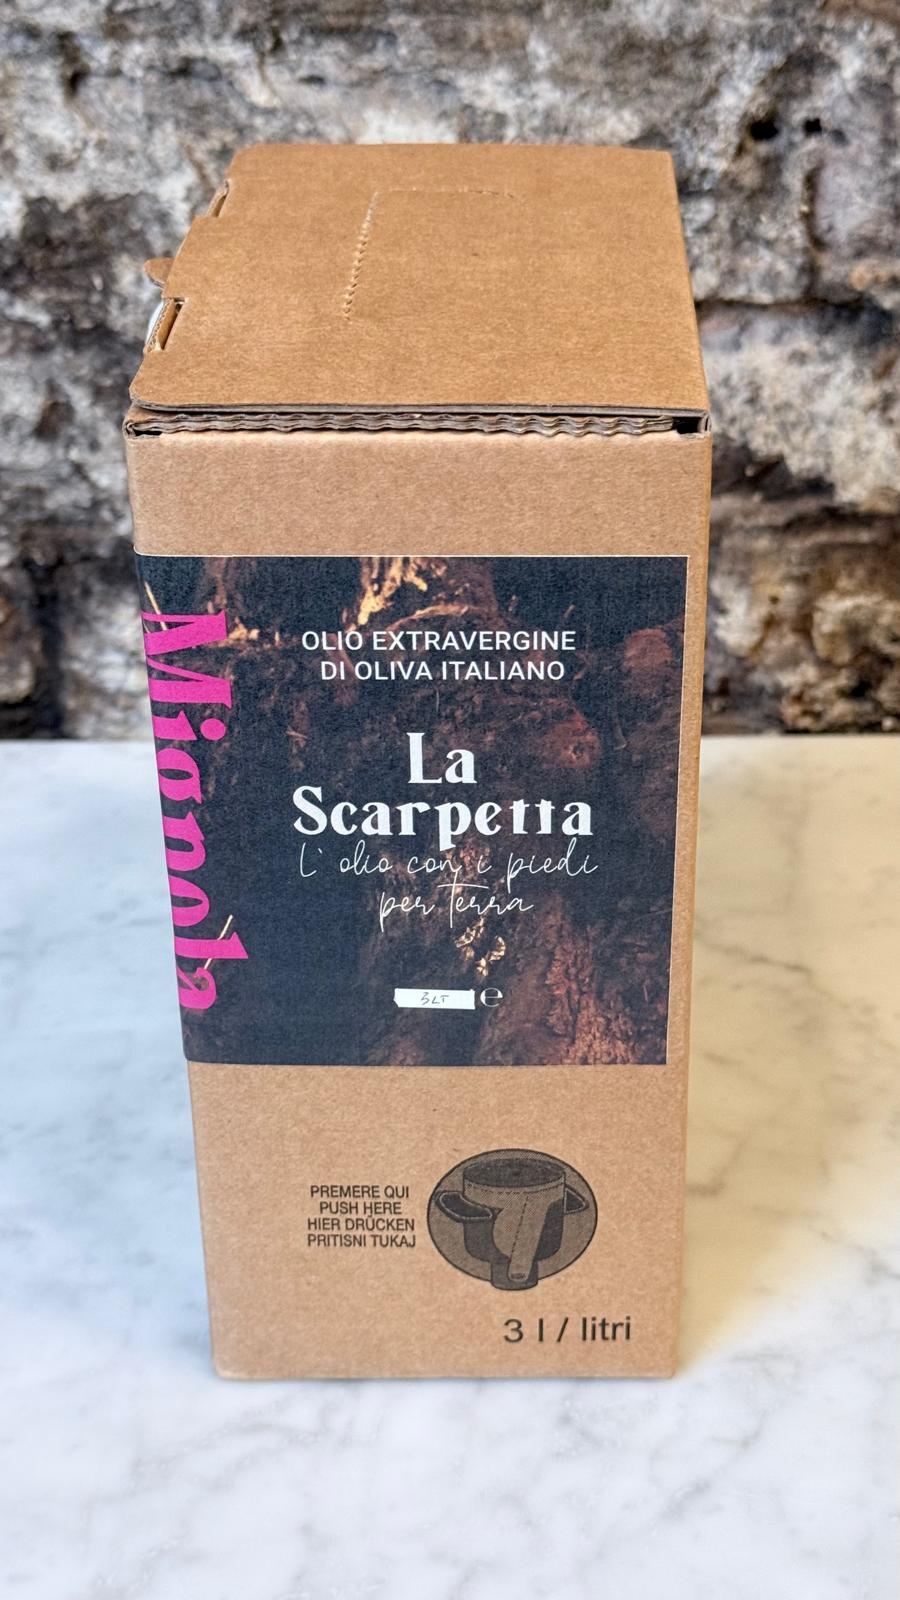 Mignola
OLIO EXTRAVERGINE
DI OLIVA ITALIANO
La
Scarpetta
L' olio con i piedi
per terra
3LT e
PREMERE QUI
PUSH HERE
HIER DRÜCKEN
PRITISNI TUKAJ
3 l / litri